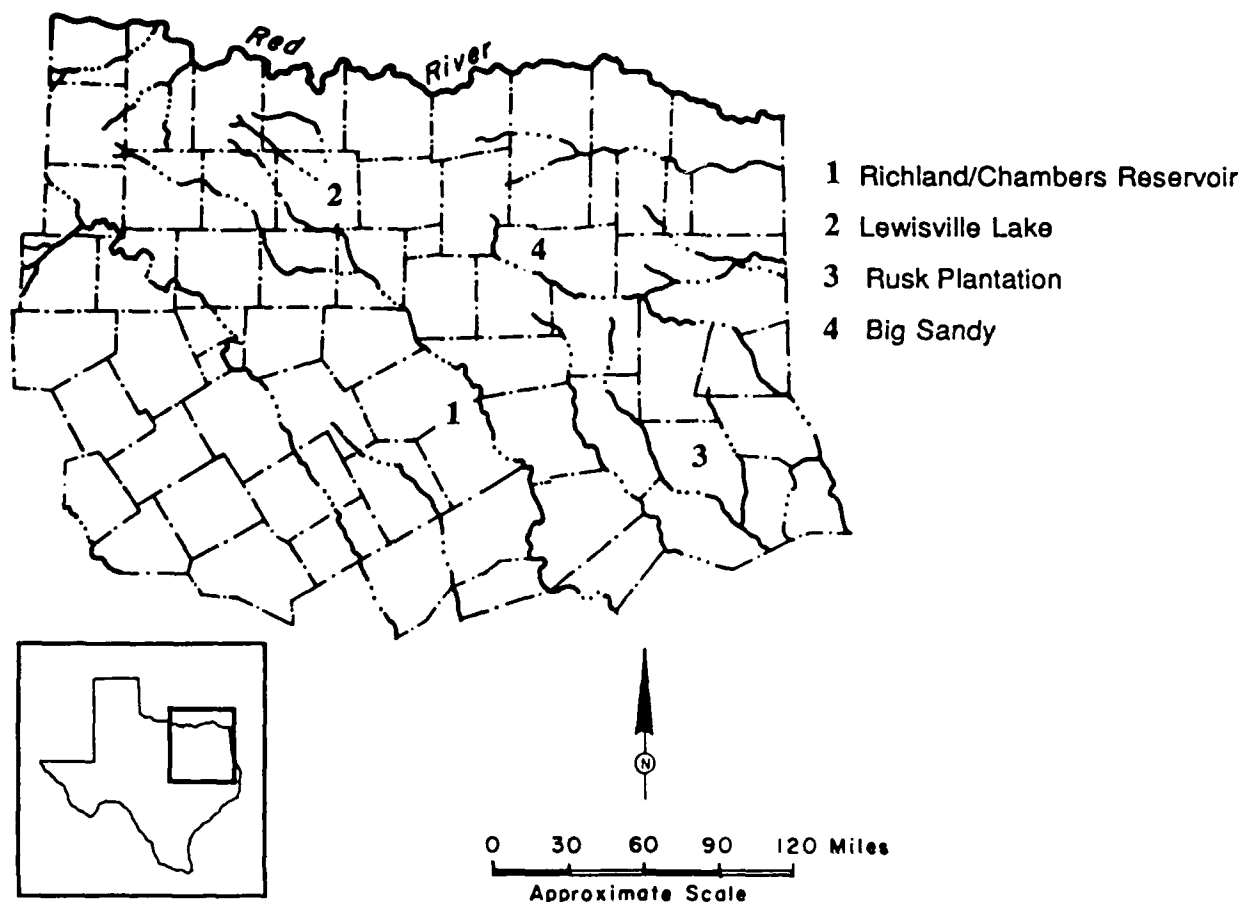 Red River
2
4
1
3
1 Richland/Chambers Reservoir
2 Lewisville Lake
3 Rusk Plantation
4 Big Sandy
N
0 30 60 90 120 Miles
Approximate Scale